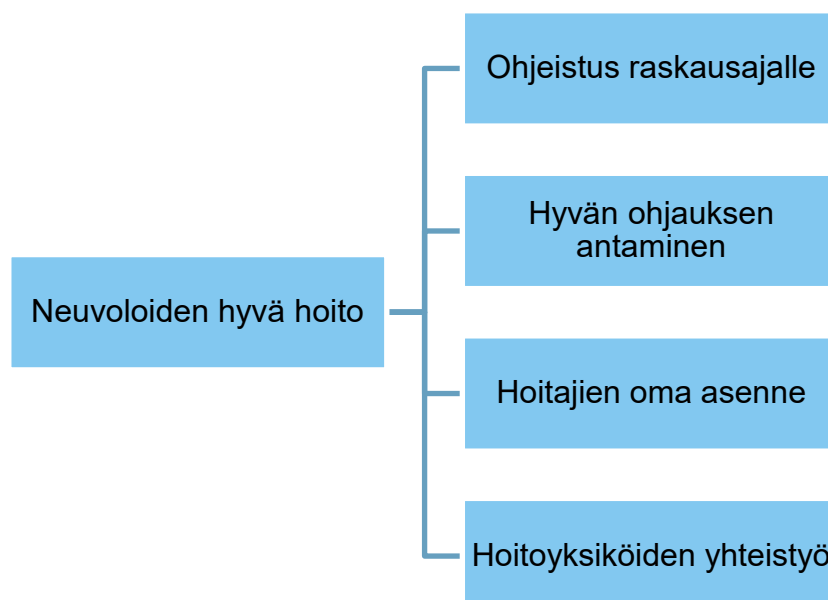 Ohjeistus raskausajalle
Hyvän ohjauksen
antaminen
Neuvoloiden hyvä hoito
Hoitajien oma asenne
Hoitoyksiköiden yhteistyö